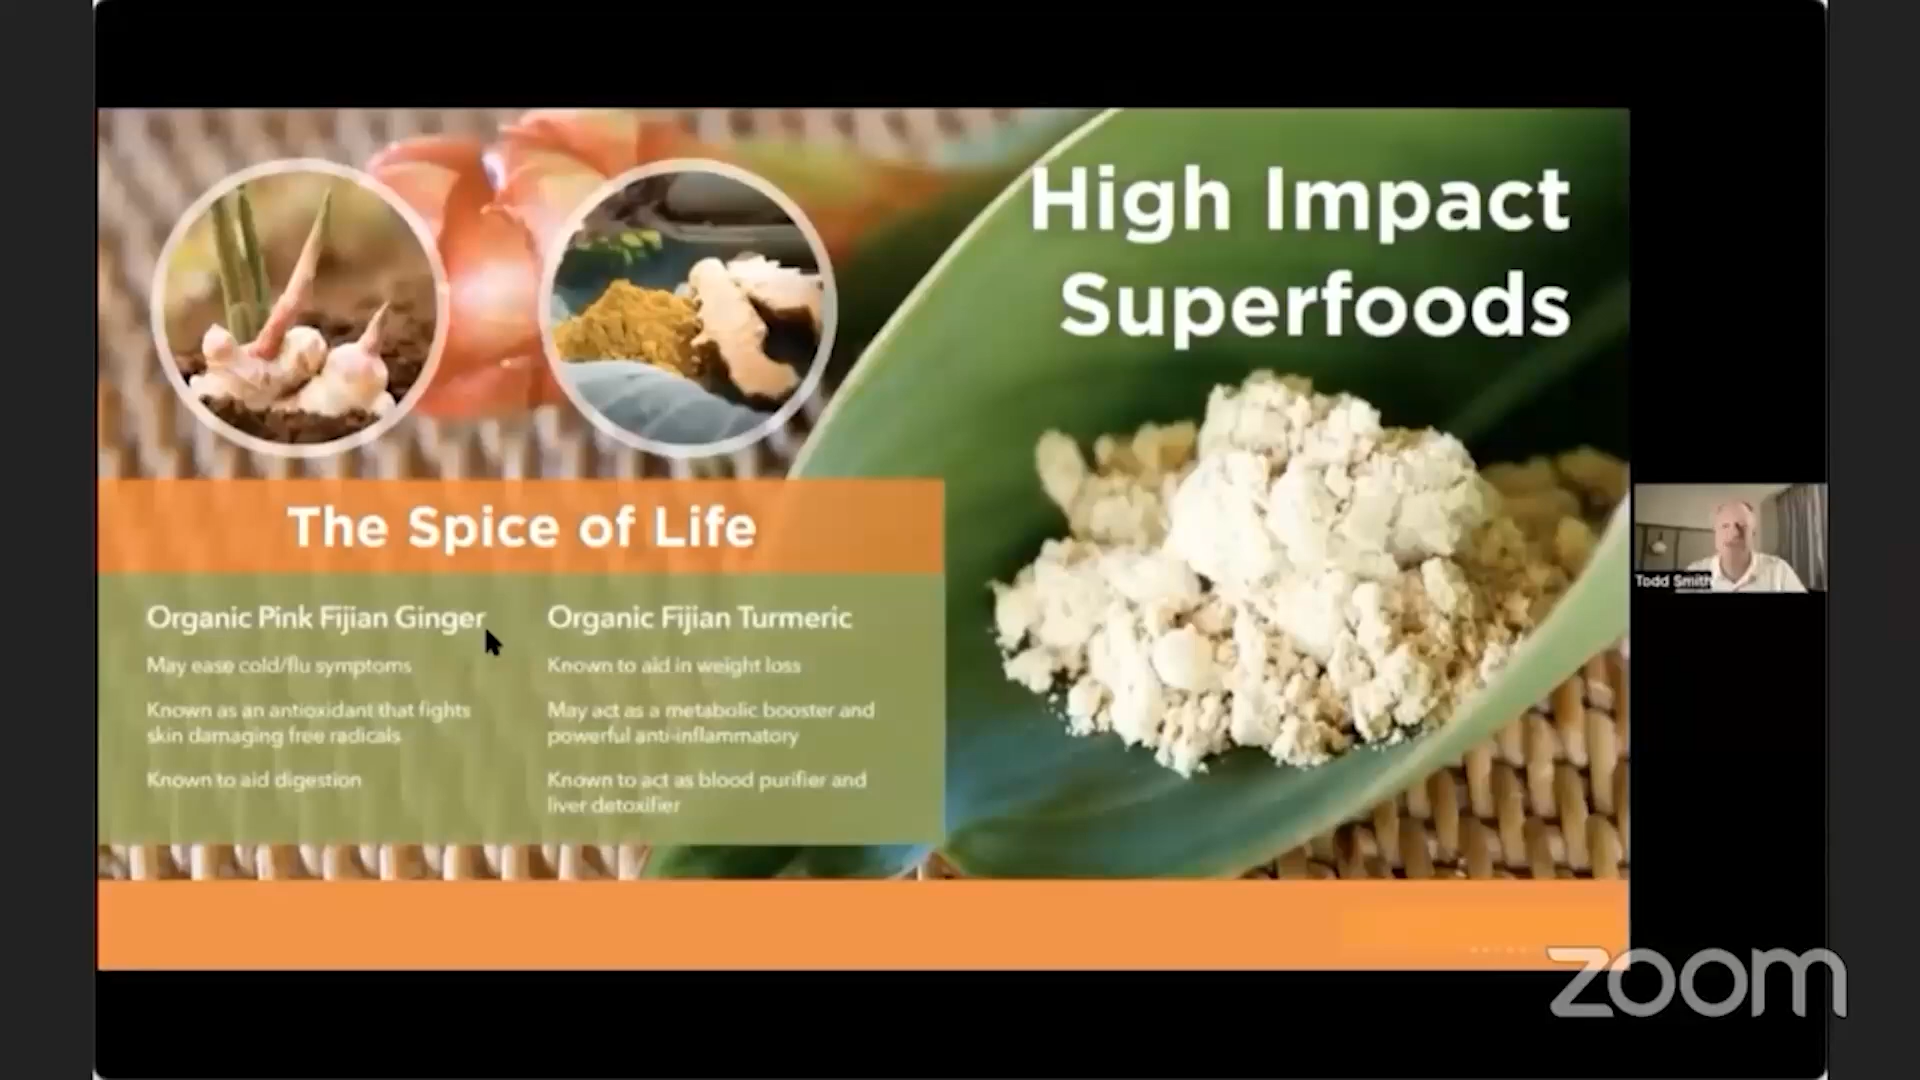 High Impact
Superfoods
The Spice of Life
Organic Pink Fijian Ginger
May ease cold/flu symptoms
Known as an antioxidant that fights
skin damaging free radicals
Known to aid digestion
Organic Fijian Turmeric
Known to aid in weight loss
May act as a metabolic booster and
powerful anti-inflammatory
Known to act as blood purifier and
liver detoxifier
Todd Smith
zoom